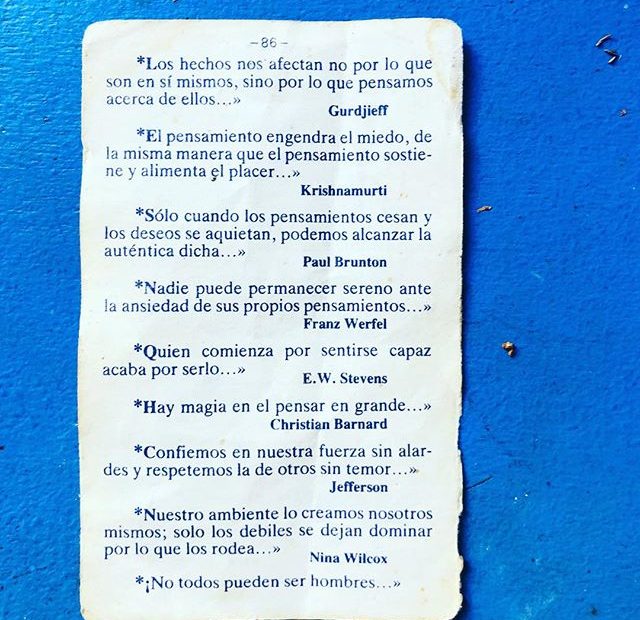 -86-
*Los hechos nos afectan no por lo que
son en sí mismos, sino por lo que pensamos
acerca de ellos...»
Gurdjieff
*El pensamiento engendra el miedo, de
la misma manera que el pensamiento sostie-
ne y alimenta el placer...»
Krishnamurti
*Sólo cuando los pensamientos cesan y
los deseos se aquietan, podemos alcanzar la
auténtica dicha...»
Paul Brunton
*Nadie puede permanecer sereno ante
la ansiedad de sus propios pensamientos...»
Franz Werfel
*Quien comienza por sentirse capaz
acaba por serlo...»
E.W. Stevens
*Hay magia en el pensar en grande...»
Christian Barnard
*Confiemos en nuestra fuerza sin alar-
des y respetemos la de otros sin temor...»
Jefferson
*Nuestro ambiente lo creamos nosotros
mismos; solo los debiles se dejan dominar
por lo que los rodea...»
Nina Wilcox
*¡No todos pueden ser hombres...»